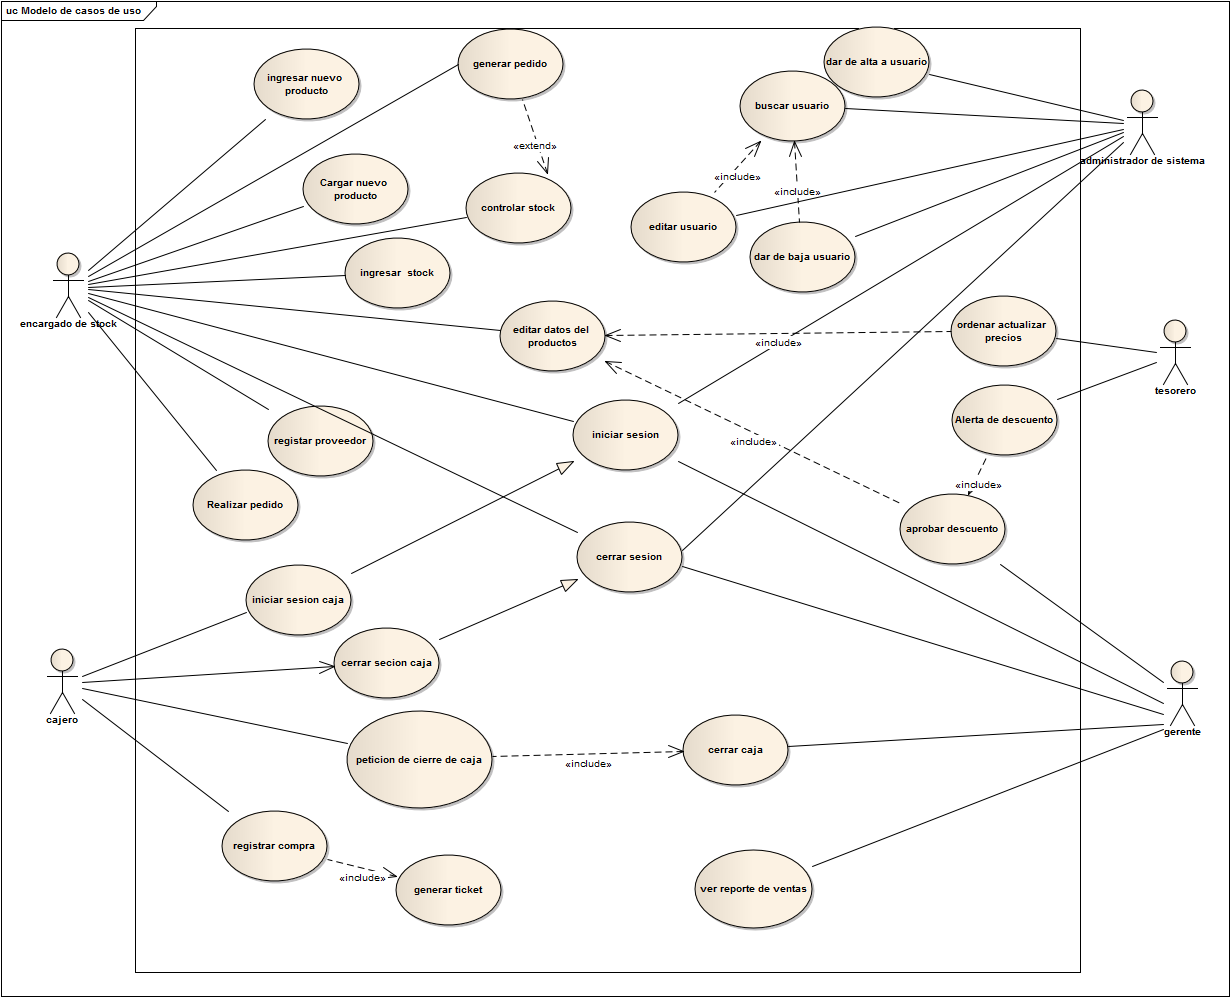 uc Modelo de casos de uso
generar pedido
dar de alta a usuario
ingresar nuevo
producto
buscar usuario
«extend»
administrador de sistema
«include»
Cargar nuevo
producto
«include»
controlar stock
editar usuario
dar de baja usuario
ingresar  stock
encargado de stock
editar datos del
productos
ordenar actualizar
precios
«include»
tesorero
Alerta de descuento
iniciar sesion
registar proveedor
«include»
«include»
Realizar pedido
aprobar descuento
cerrar sesion
iniciar sesion caja
cerrar secion caja
cajero
gerente
peticion de cierre de caja
cerrar caja
«include»
registrar compra
«include»
generar ticket
ver reporte de ventas